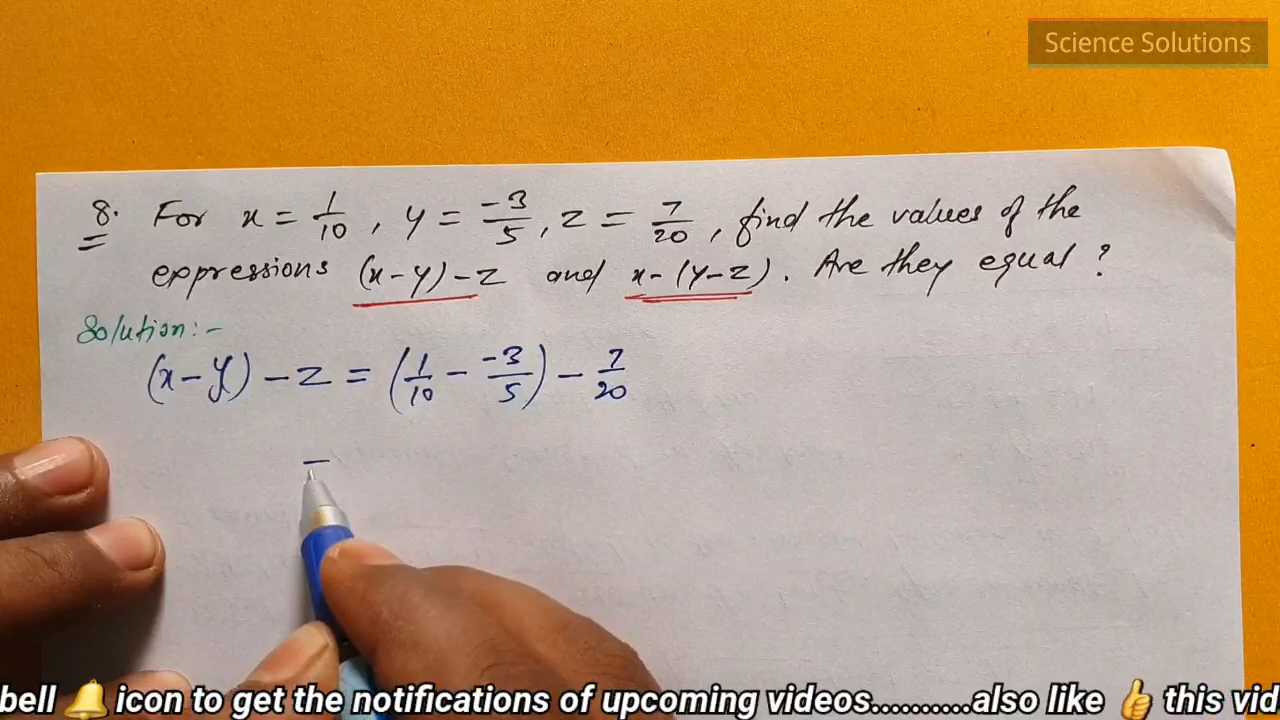 Science Solutions
8. For x = 1/10, y = -3/5, z = 7/20, find the values of the
expressions (x-y)-z and x-(y-z). Are they equal?
Solution:-
(x-y)-z = (1/10 - -3/5) - 7/20
bell 🔔 icon to get the notifications of upcoming videos..........also like 👍 this vid